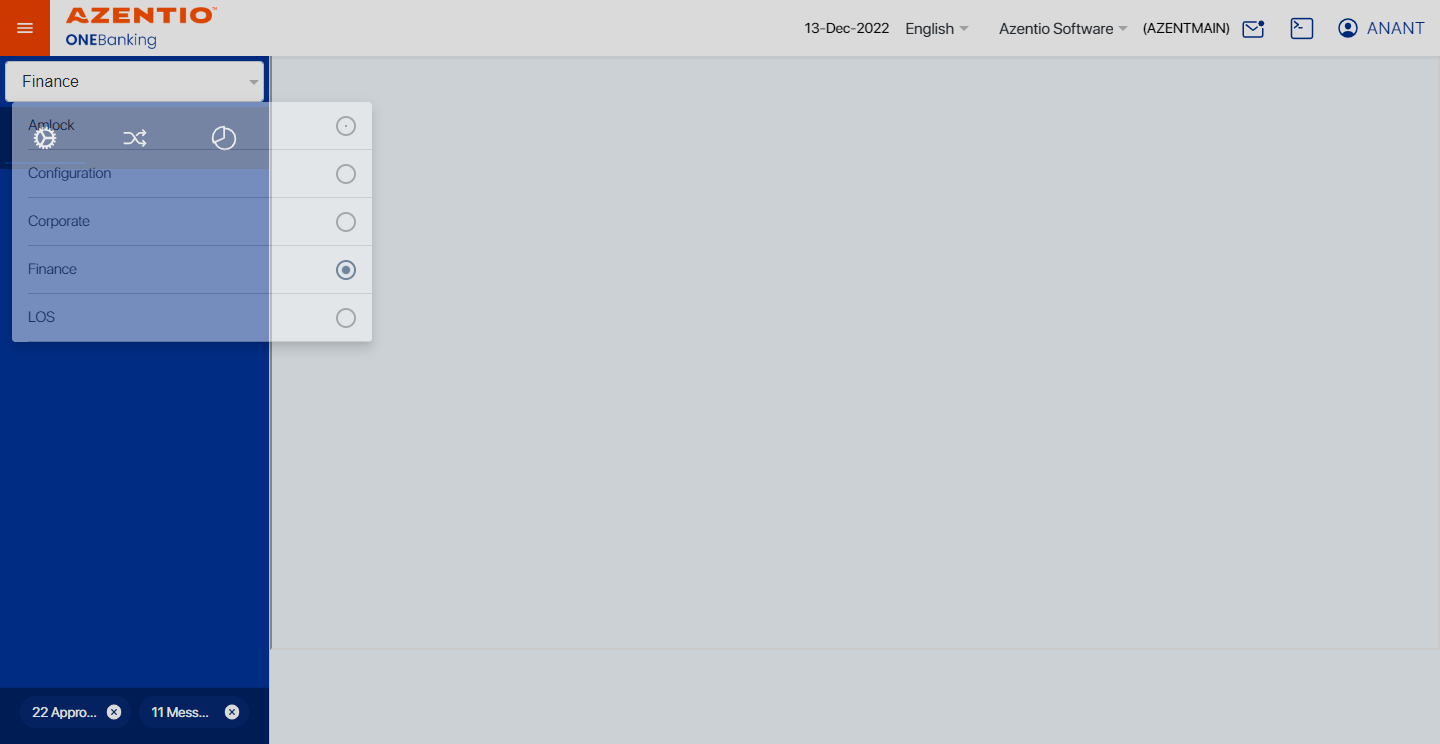 AZENTIO™
ONEBanking
13-Dec-2022 English Azentio Software (AZENTMAIN) ANANT
Finance
Amlock
Configuration
Corporate
Finance
LOS
22 Appro... 11 Mess...